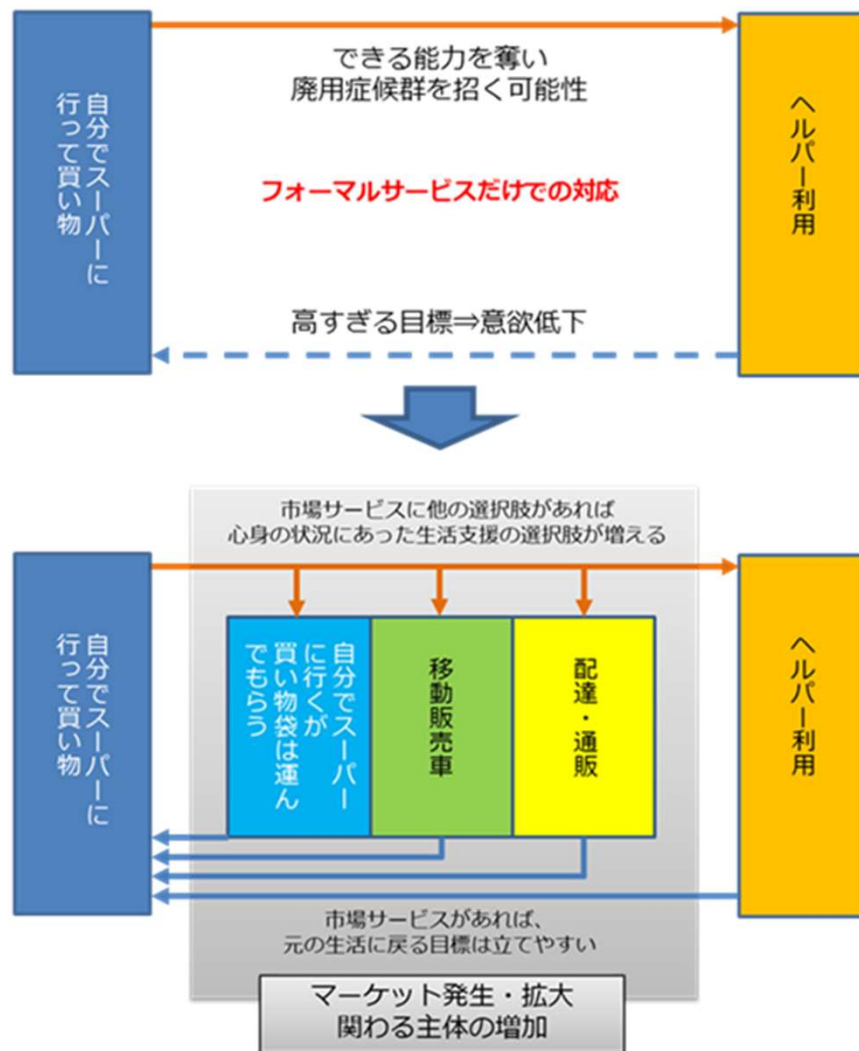 できる能力を奪い
廃用症候群を招く可能性
自分でスーパーに
行って買い物
フォーマルサービスだけでの対応
ヘルパー利用
高すぎる目標⇒意欲低下
市場サービスに他の選択肢があれば
心身の状況にあった生活支援の選択肢が増える
自分でスーパーに
行って買い物
自分でスーパー
に行くが
買い物袋は運ん
でもらう
移動販売車
配達・通販
ヘルパー利用
市場サービスがあれば、
元の生活に戻る目標は立てやすい
マーケット発生・拡大
関わる主体の増加